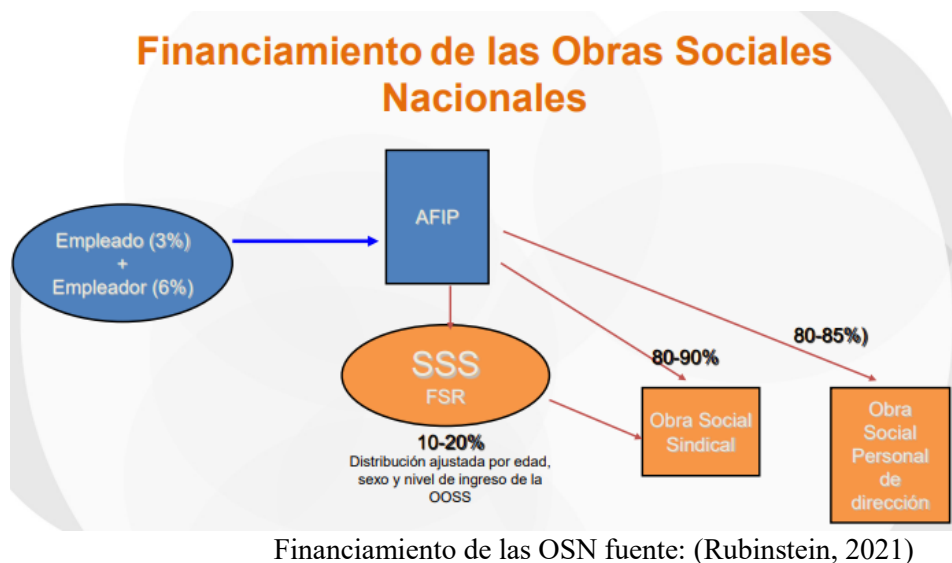 Financiamiento de las Obras Sociales
Nacionales
AFIP
Empleado (3%)
+
Empleador (6%)
80-85%)
80-90%
SSS
FSR
10-20%
Distribución ajustada por edad,
sexo y nivel de ingreso de la
OOSS
Obra Social
Sindical
Obra
Social
Personal
de
dirección
Financiamiento de las OSN fuente: (Rubinstein, 2021)